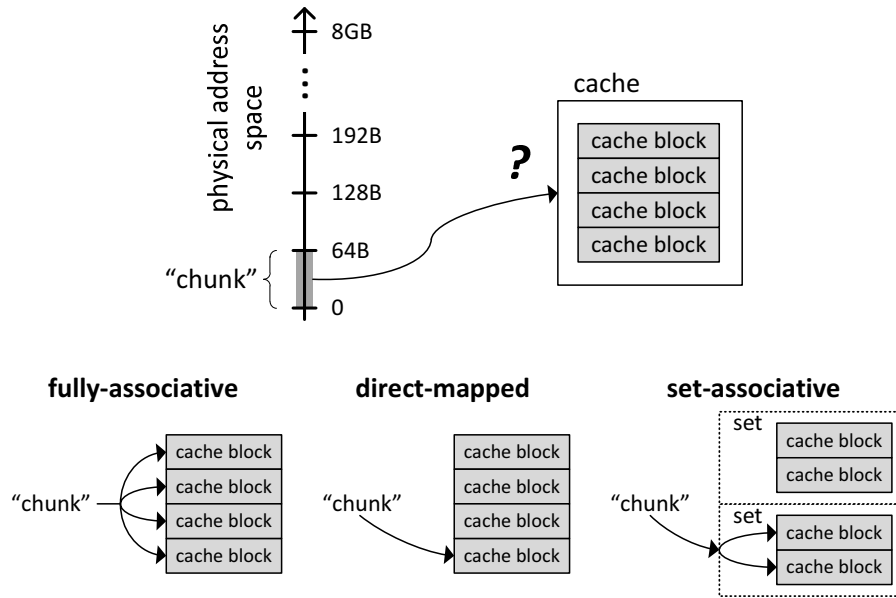 8GB
192B
128B
64B
0
physical address
space
“chunk”
?
cache
cache block
cache block
cache block
cache block
fully-associative
“chunk”
cache block
cache block
cache block
cache block
direct-mapped
“chunk”
cache block
cache block
cache block
cache block
set-associative
“chunk”
set
cache block
cache block
set
cache block
cache block